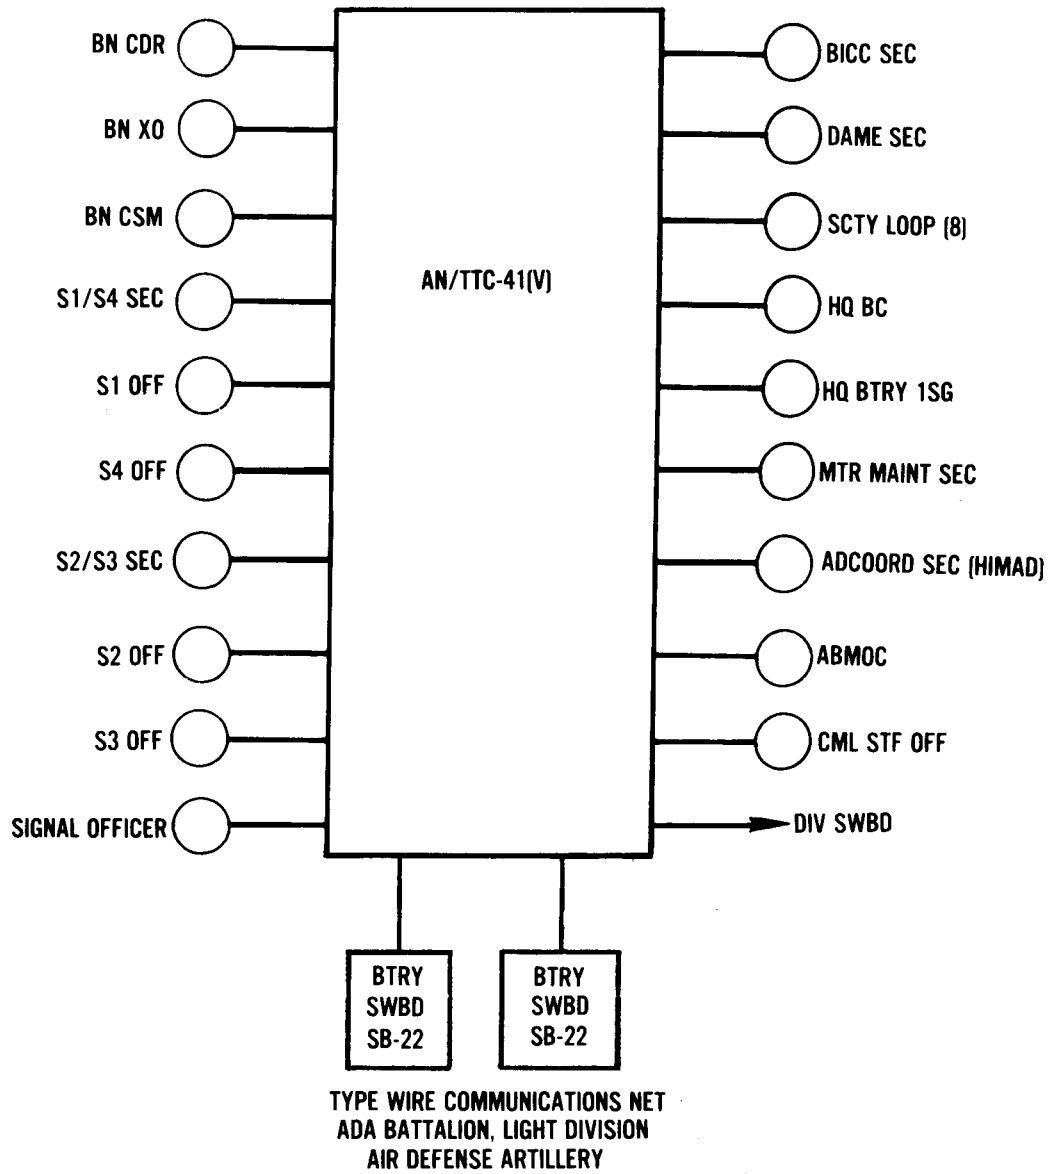 BN CDR
BN XO
BN CSM
S1/S4 SEC
S1 OFF
S4 OFF
S2/S3 SEC
S2 OFF
S3 OFF
SIGNAL OFFICER
AN/TTC-41(V)
BICC SEC
DAME SEC
SCTY LOOP (8)
HQ BC
HQ BTRY 1SG
MTR MAINT SEC
ADCOORD SEC (HIMAD)
ABMOC
CML STF OFF
DIV SWBD
BTRY
SWBD
SB-22
BTRY
SWBD
SB-22
TYPE WIRE COMMUNICATIONS NET
ADA BATTALION, LIGHT DIVISION
AIR DEFENSE ARTILLERY